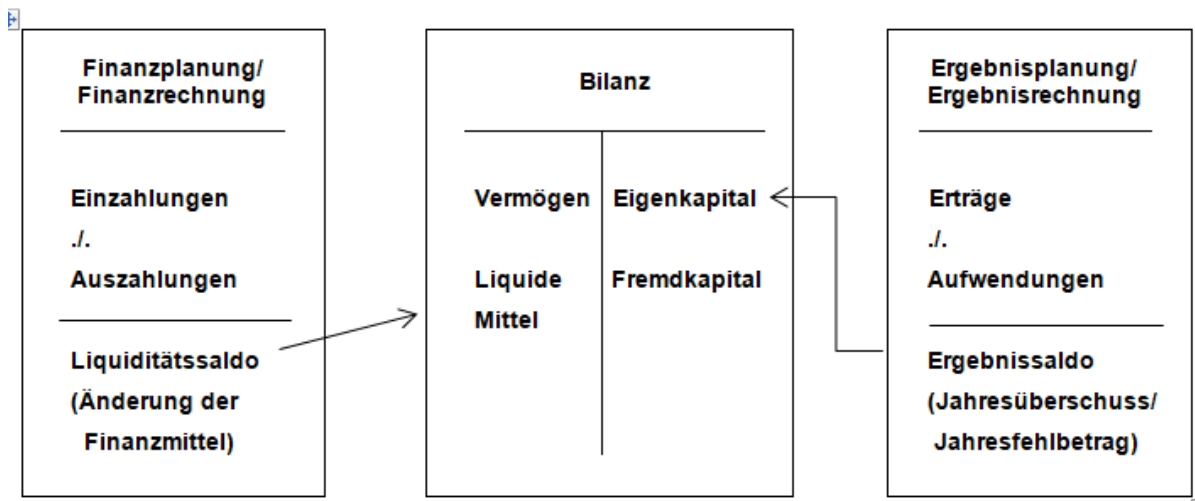 Finanzplanung/
Finanzrechnung
Einzahlungen
./.
Auszahlungen
Liquiditätssaldo
(Änderung der
Finanzmittel)
Bilanz
Vermögen
Liquide
Mittel
Eigenkapital
Fremdkapital
Ergebnisplanung/
Ergebnisrechnung
Erträge
./.
Aufwendungen
Ergebnissaldo
(Jahresüberschuss/
Jahresfehlbetrag)